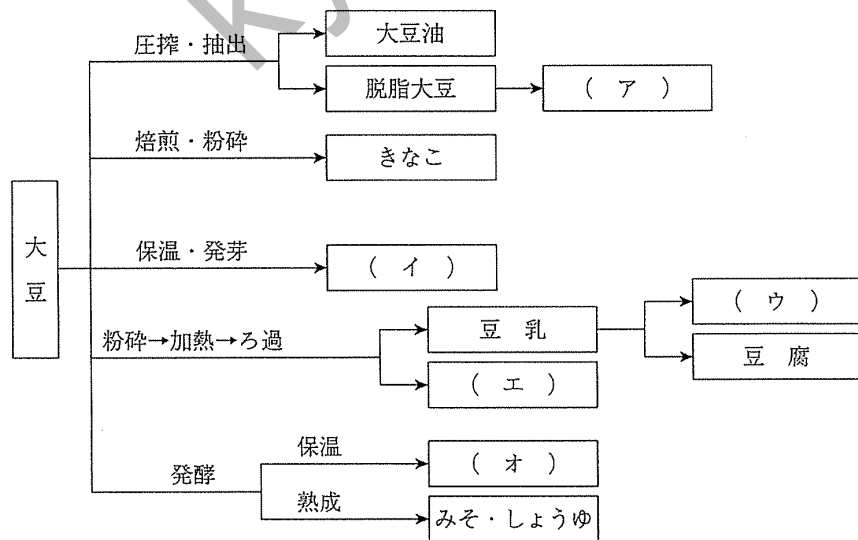 圧搾・抽出
大豆油
脱脂大豆
( ア )
焙煎・粉砕
きなこ
大豆
保温・発芽
( イ )
粉砕→加熱→ろ過
豆 乳
( ウ )
豆 腐
( エ )
発酵
保温
( オ )
熟成
みそ・しょうゆ